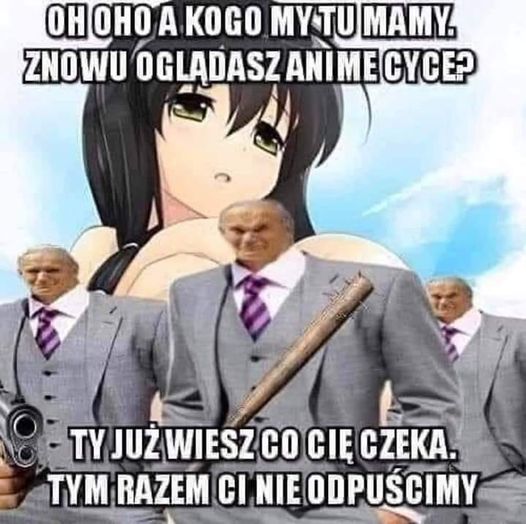 OH OHO A KOGO MY TU MAMY.
ZNOWU OGLĄDASZ ANIME CYCE?
TY JUŻ WIESZ CO CIĘ CZEKA.
TYM RAZEM CI NIE ODPUŚCIMY